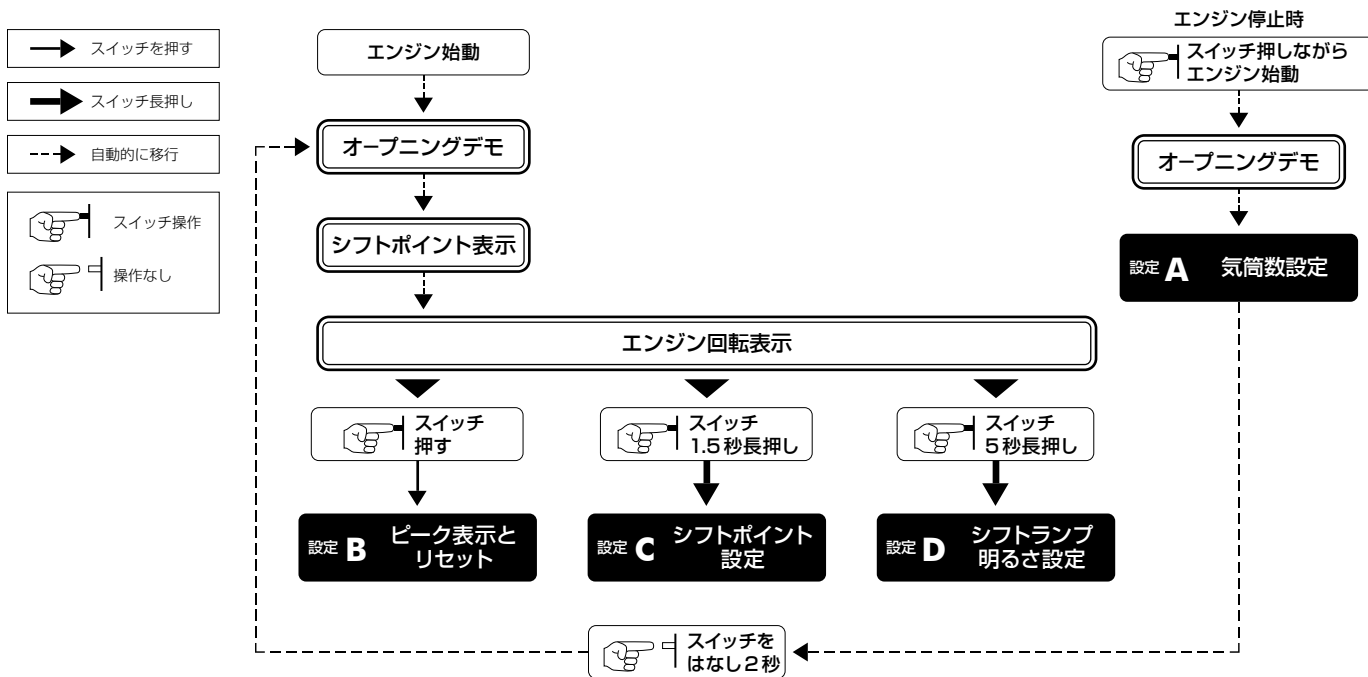 スイッチを押す
スイッチ長押し
自動的に移行
スイッチ操作
操作なし
エンジン始動
オープニングデモ
シフトポイント表示
エンジン回転表示
スイッチ
押す
スイッチ
1.5秒長押し
スイッチ
5秒長押し
設定 B ピーク表示と
リセット
設定 C シフトポイント
設定
設定 D シフトランプ
明るさ設定
エンジン停止時
スイッチ押しながら
エンジン始動
オープニングデモ
設定 A 気筒数設定
スイッチを
はなし2秒